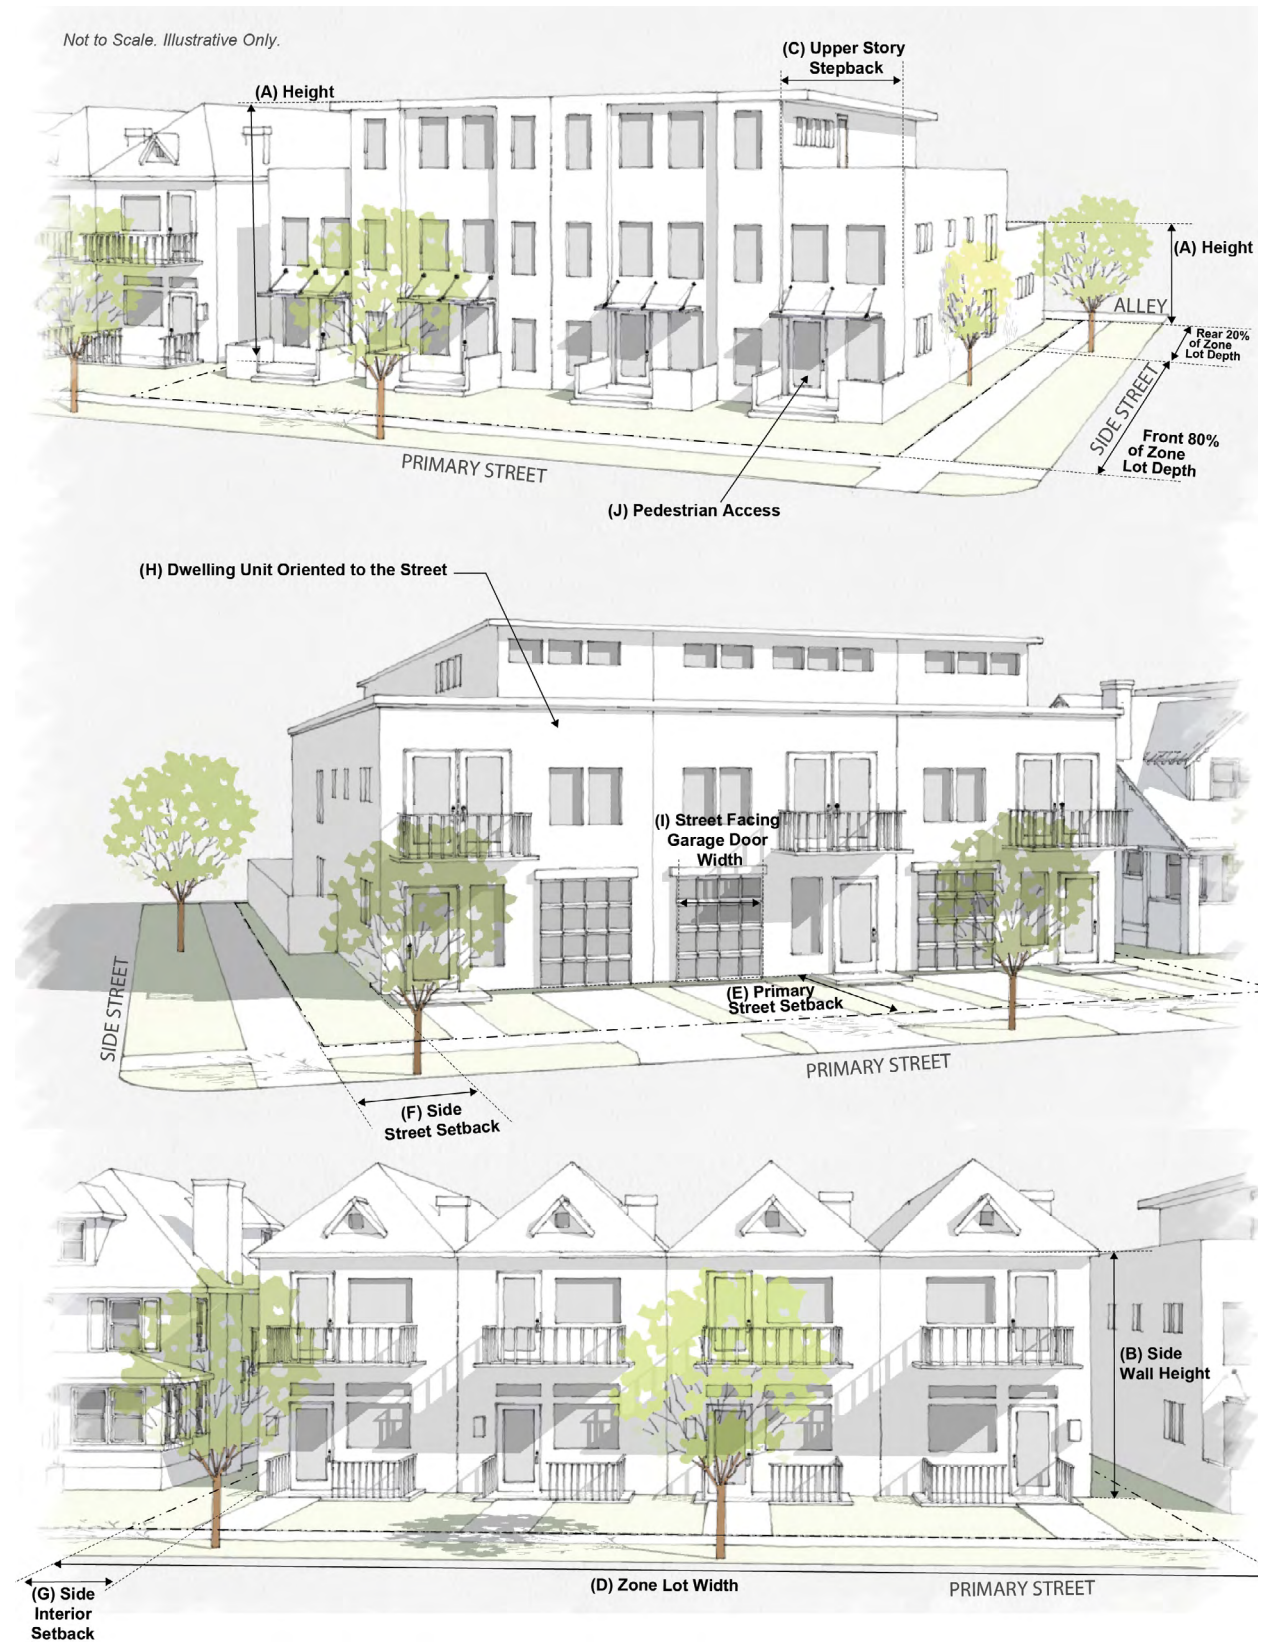 Not to Scale. Illustrative Only.
(C) Upper Story
Stepback
(A) Height
(A) Height
ALLEY
Rear 20%
of Zone
Lot Depth
SIDE STREET
Front 80%
of Zone
Lot Depth
PRIMARY STREET
(J) Pedestrian Access
(H) Dwelling Unit Oriented to the Street
(I) Street Facing
Garage Door
Width
(E) Primary
Street Setback
SIDE STREET
PRIMARY STREET
(F) Side
Street Setback
(B) Side
Wall Height
(D) Zone Lot Width
PRIMARY STREET
(G) Side
Interior
Setback